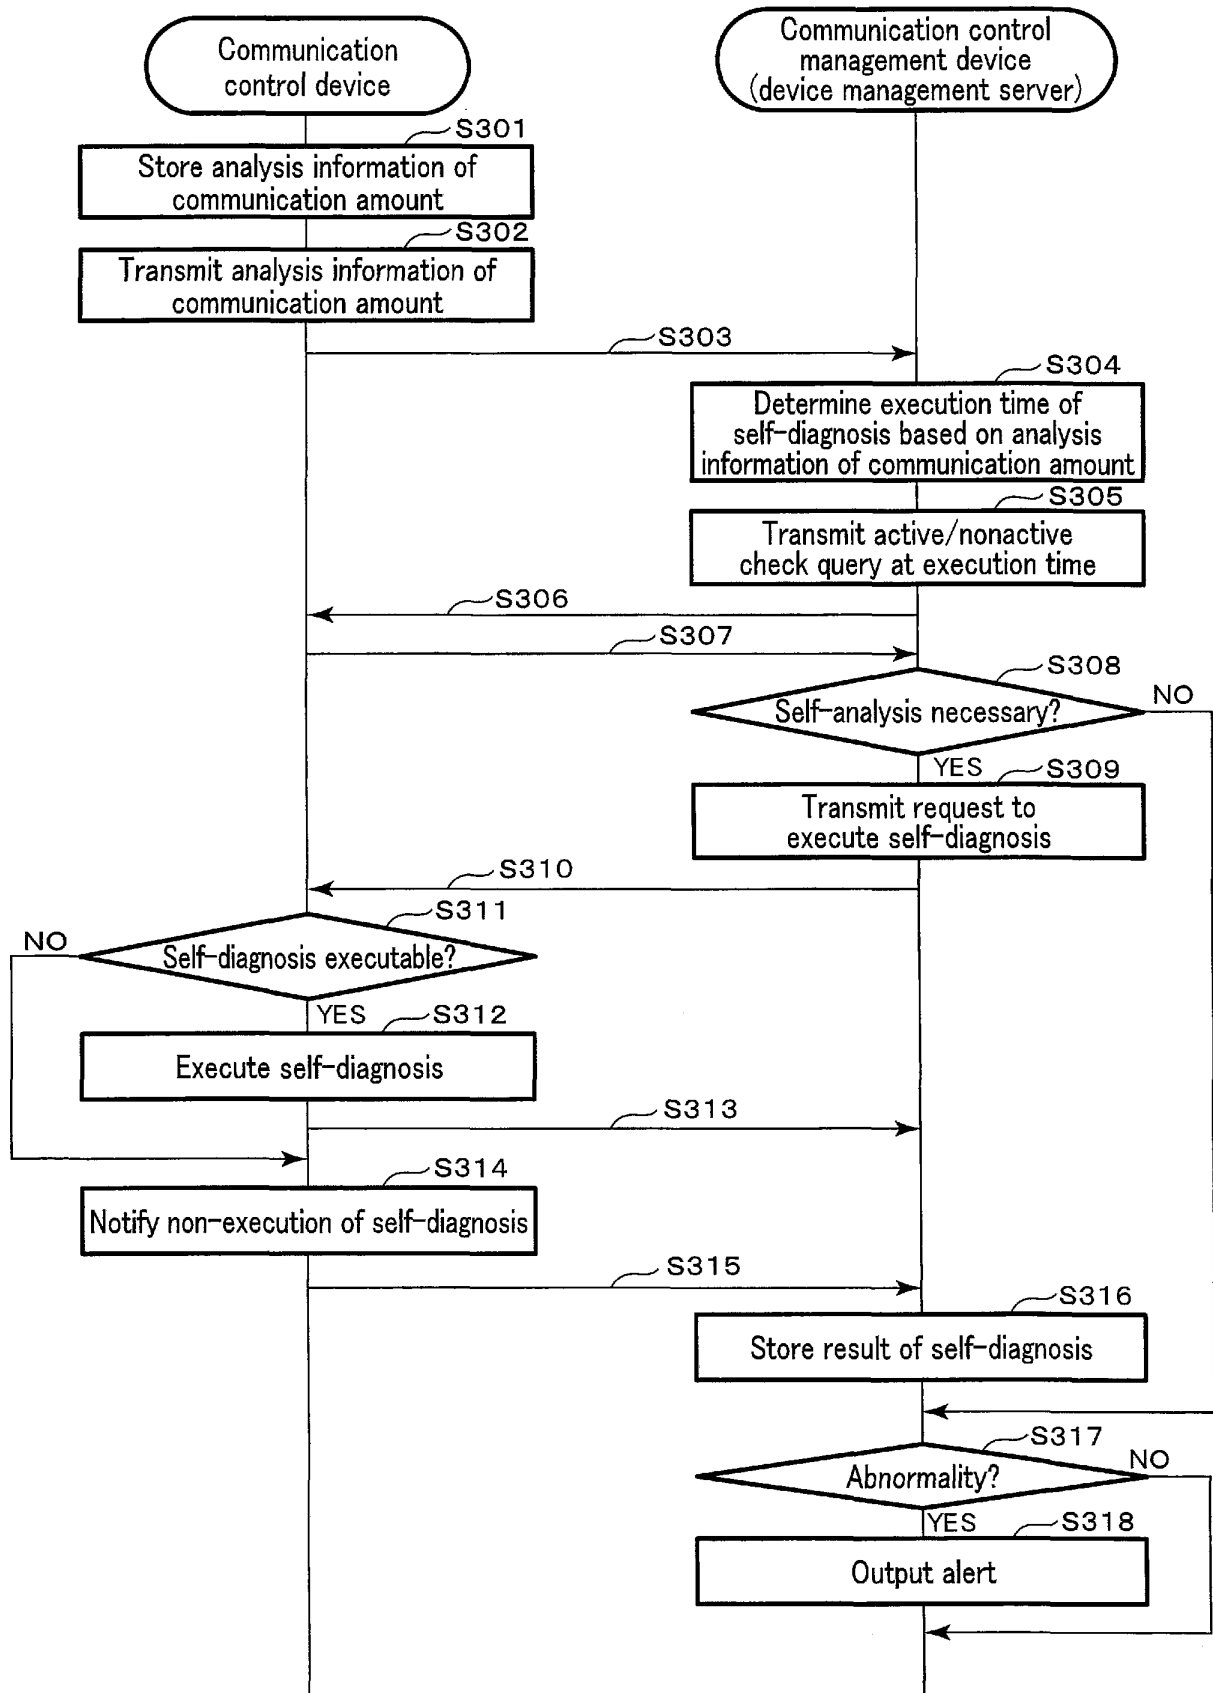 Communication
control device
Communication control
management device
(device management server)
S301
Store analysis information of
communication amount
S302
Transmit analysis information of
communication amount
S303
S304
Determine execution time of
self-diagnosis based on analysis
information of communication amount
S305
Transmit active/nonactive
check query at execution time
S306
S307
S308
Self-analysis necessary?
NO
YES
S309
Transmit request to
execute self-diagnosis
S310
S311
NO
Self-diagnosis executable?
YES
S312
Execute self-diagnosis
S313
S314
Notify non-execution of self-diagnosis
S315
S316
Store result of self-diagnosis
S317
Abnormality?
NO
YES
S318
Output alert